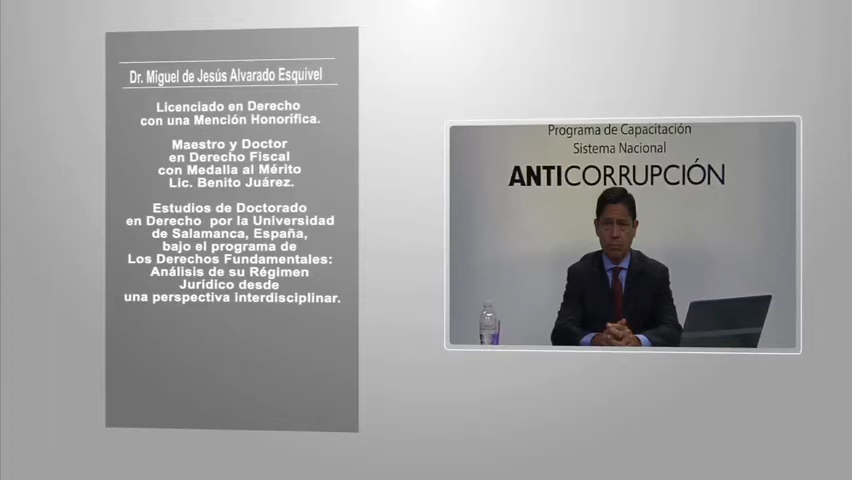 Dr. Miguel de Jesús Alvarado Esquivel
Licenciado en Derecho
con una Mención Honorífica.
Maestro y Doctor
en Derecho Fiscal
con Medalla al Mérito
Lic. Benito Juárez.
Estudios de Doctorado
en Derecho por la Universidad
de Salamanca, España,
bajo el programa de
Los Derechos Fundamentales:
Análisis de su Régimen
Jurídico desde
una perspectiva interdisciplinar.
Programa de Capacitación
Sistema Nacional
ANTICORRUPCIÓN